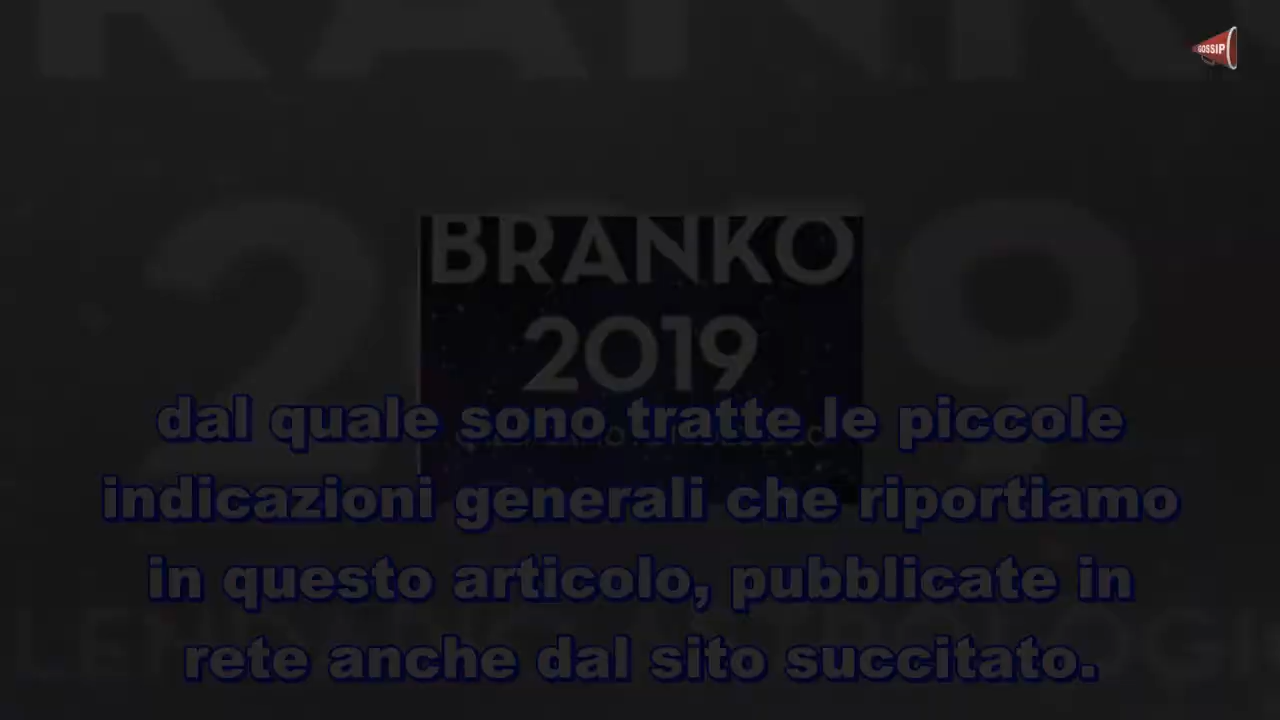 GOSSIP
BRANKO
2019
dal quale sono tratte le piccole
indicazioni generali che riportiamo
in questo articolo, pubblicate in
rete anche dal sito succitato.